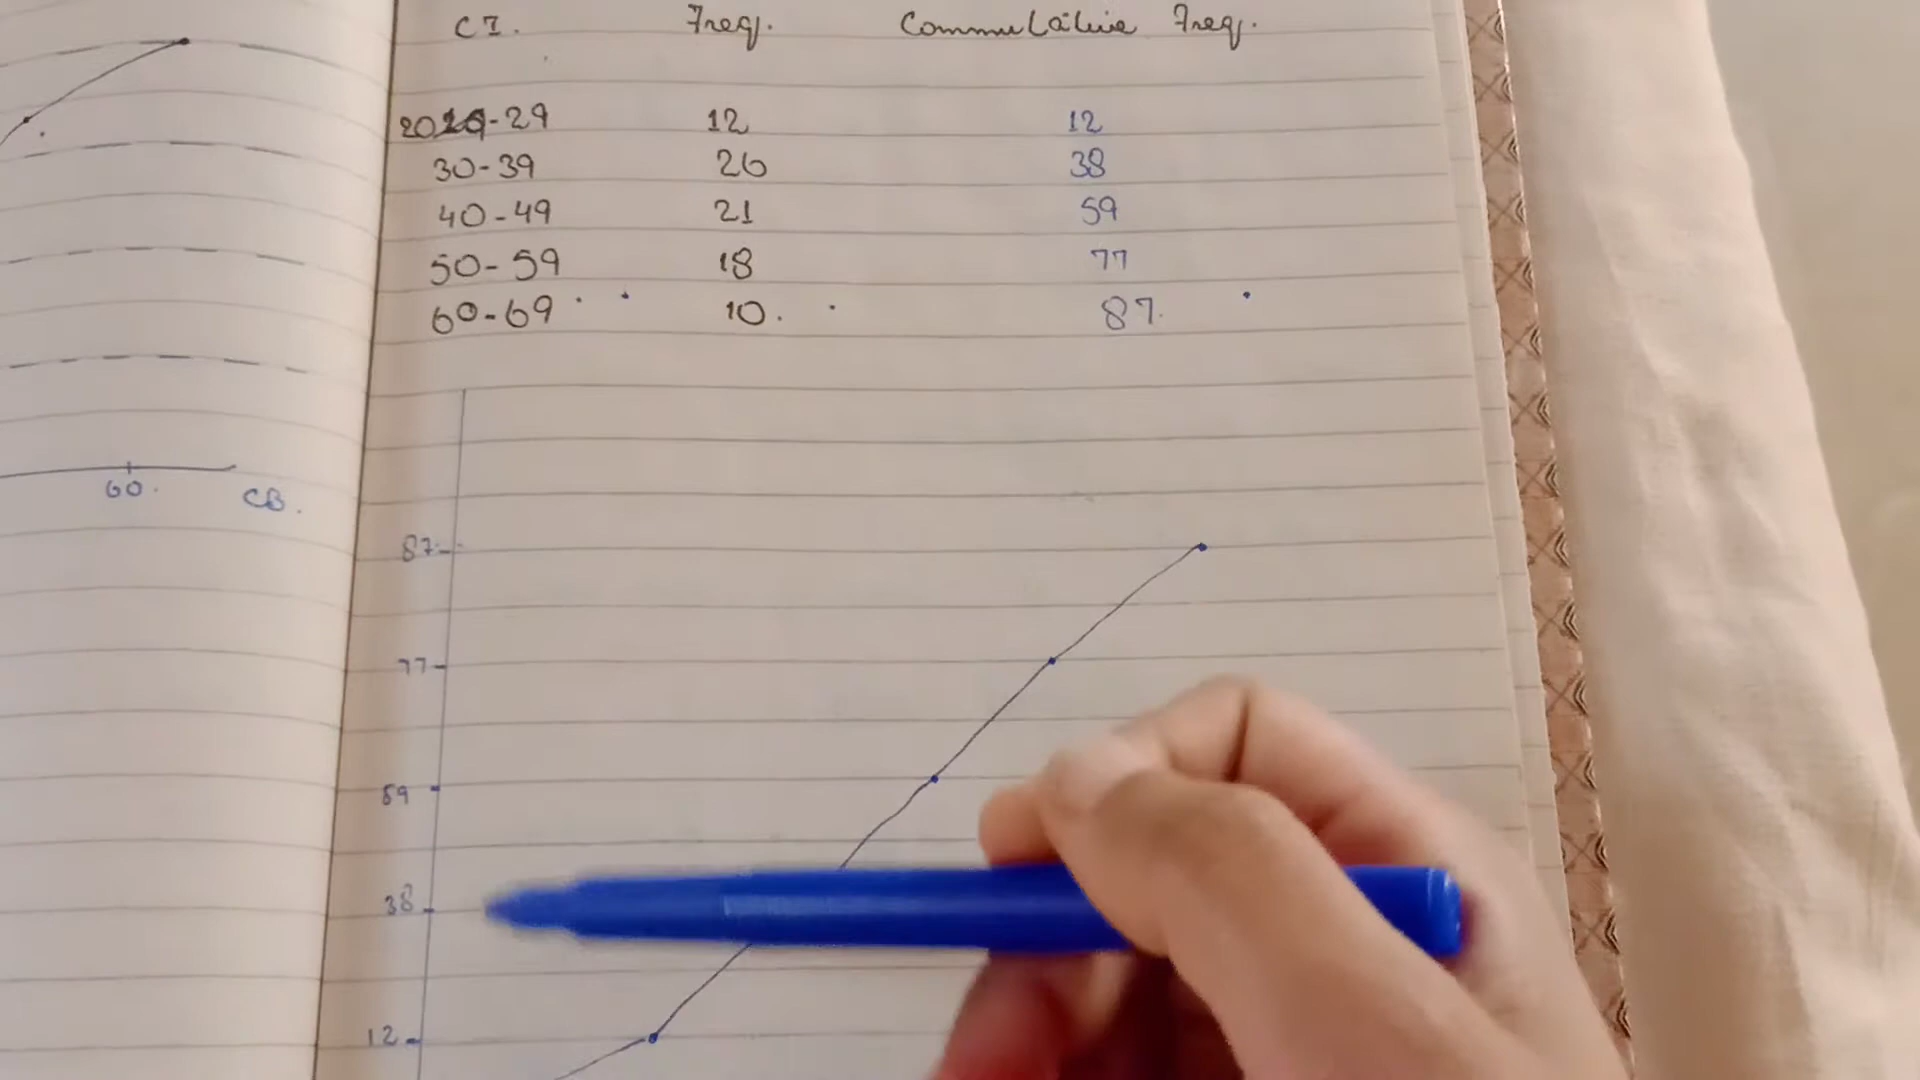 CI. Freq. Commulative Freq.
20-29 12 12
30-39 26 38
40-49 21 59
50-59 18 77
60-69 10. 87.
60. CB.
87
77
59
38
12